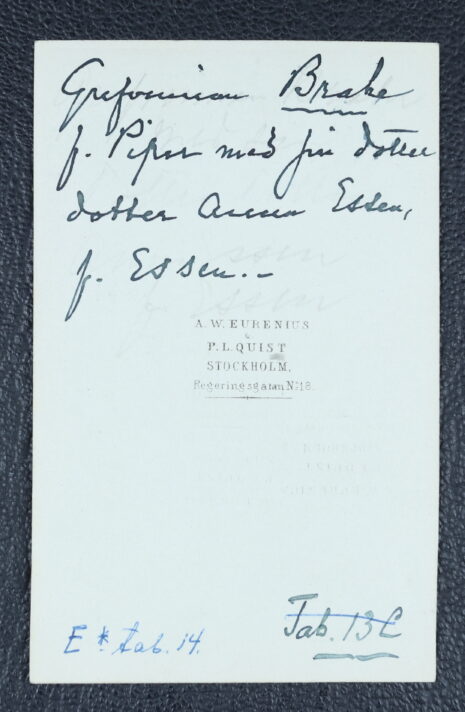 Grefvinnan Brahe
f. Piper med sin dotter
dotter Anna Essen,
f. Essen.-
A. W. EURENIUS
&
P. L. QUIST
STOCKHOLM,
Regeringsgatan No 18.
E * tab. 14.
Tab. 13 C